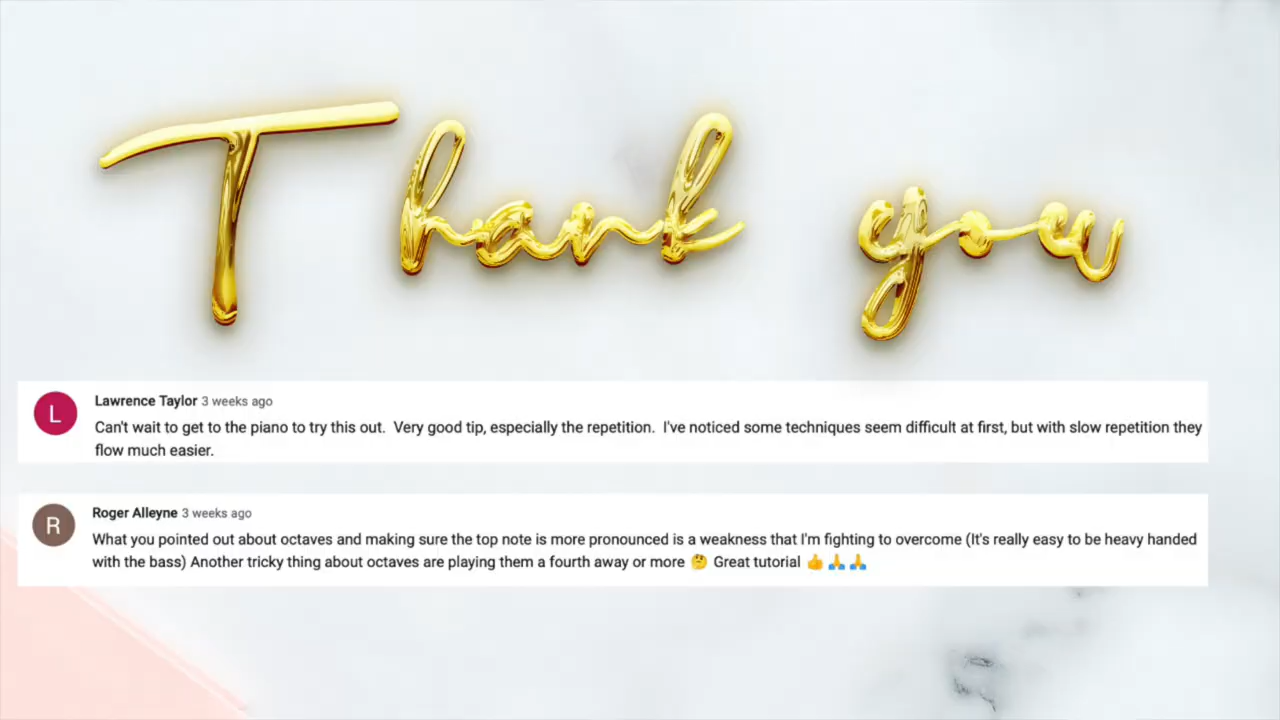 Thank you
L
Lawrence Taylor 3 weeks ago
Can't wait to get to the piano to try this out.  Very good tip, especially the repetition.  I've noticed some techniques seem difficult at first, but with slow repetition they
flow much easier.
R
Roger Alleyne 3 weeks ago
What you pointed out about octaves and making sure the top note is more pronounced is a weakness that I'm fighting to overcome (It's really easy to be heavy handed
with the bass) Another tricky thing about octaves are playing them a fourth away or more 🤔 Great tutorial 👍🙏🙏